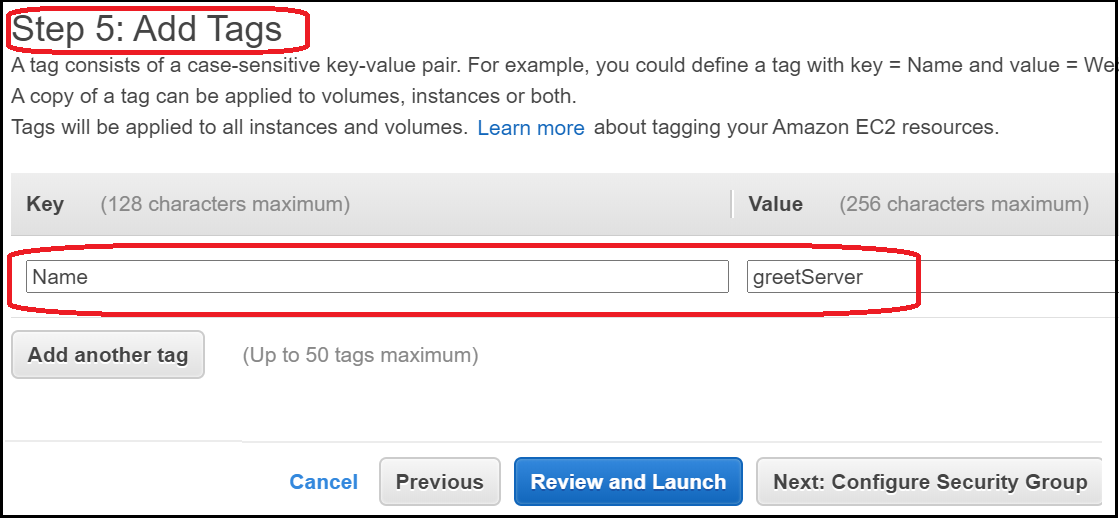 Step 5: Add Tags
A tag consists of a case-sensitive key-value pair. For example, you could define a tag with key = Name and value =
A copy of a tag can be applied to volumes, instances or both.
Tags will be applied to all instances and volumes. Learn more about tagging your Amazon EC2 resources.
Key (128 characters maximum) Value (256 characters maximum)
Name greetServer
Add another tag (Up to 50 tags maximum)
Cancel Previous Review and Launch Next: Configure Security Group